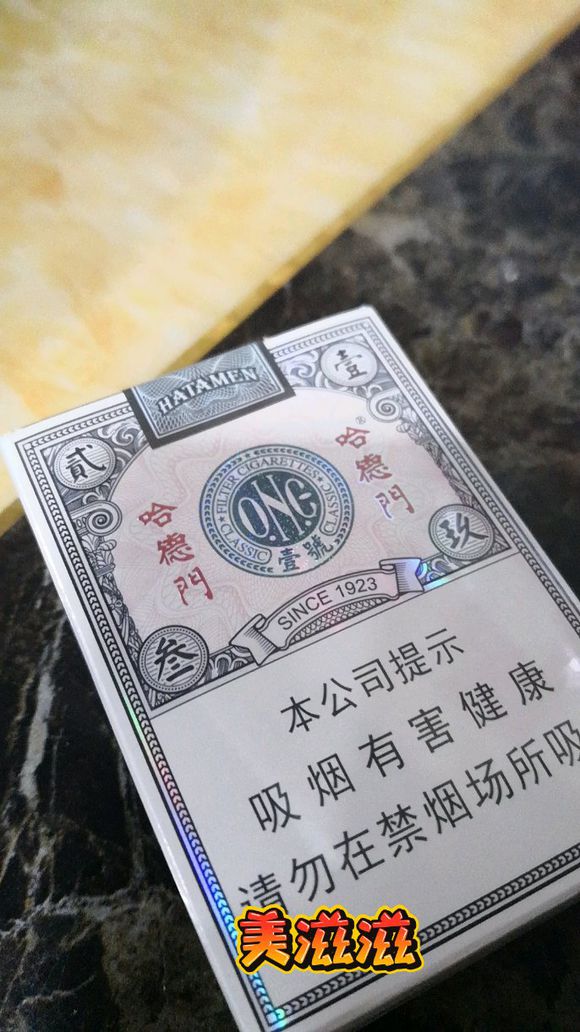 HATAMEN
壹
貳
哈德門
哈德門®
FILTER CIGARETTES
O.N.E
CLASSIC
CLASSIC
壹號
玖
SINCE 1923
叁
本公司提示
吸烟有害健康
请勿在禁烟场所吸
美滋滋